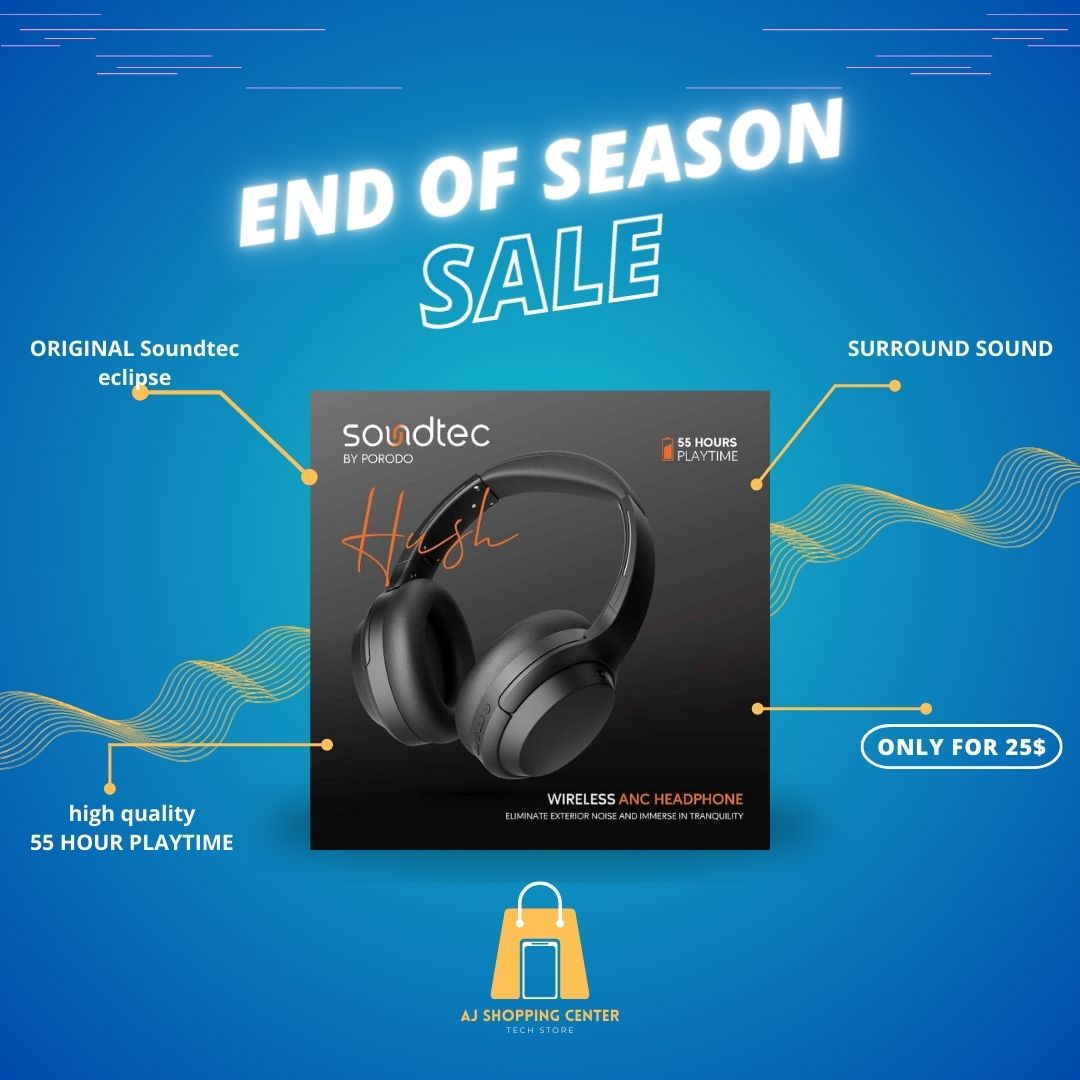 END OF SEASON
SALE
ORIGINAL Soundtec
eclipse
SURROUND SOUND
soundtec
BY PORODO
55 HOURS
PLAYTIME
Hush
ONLY FOR 25$
WIRELESS ANC HEADPHONE
ELIMINATE EXTERIOR NOISE AND IMMERSE IN TRANQUILITY
high quality
55 HOUR PLAYTIME
AJ SHOPPING CENTER
TECH STORE